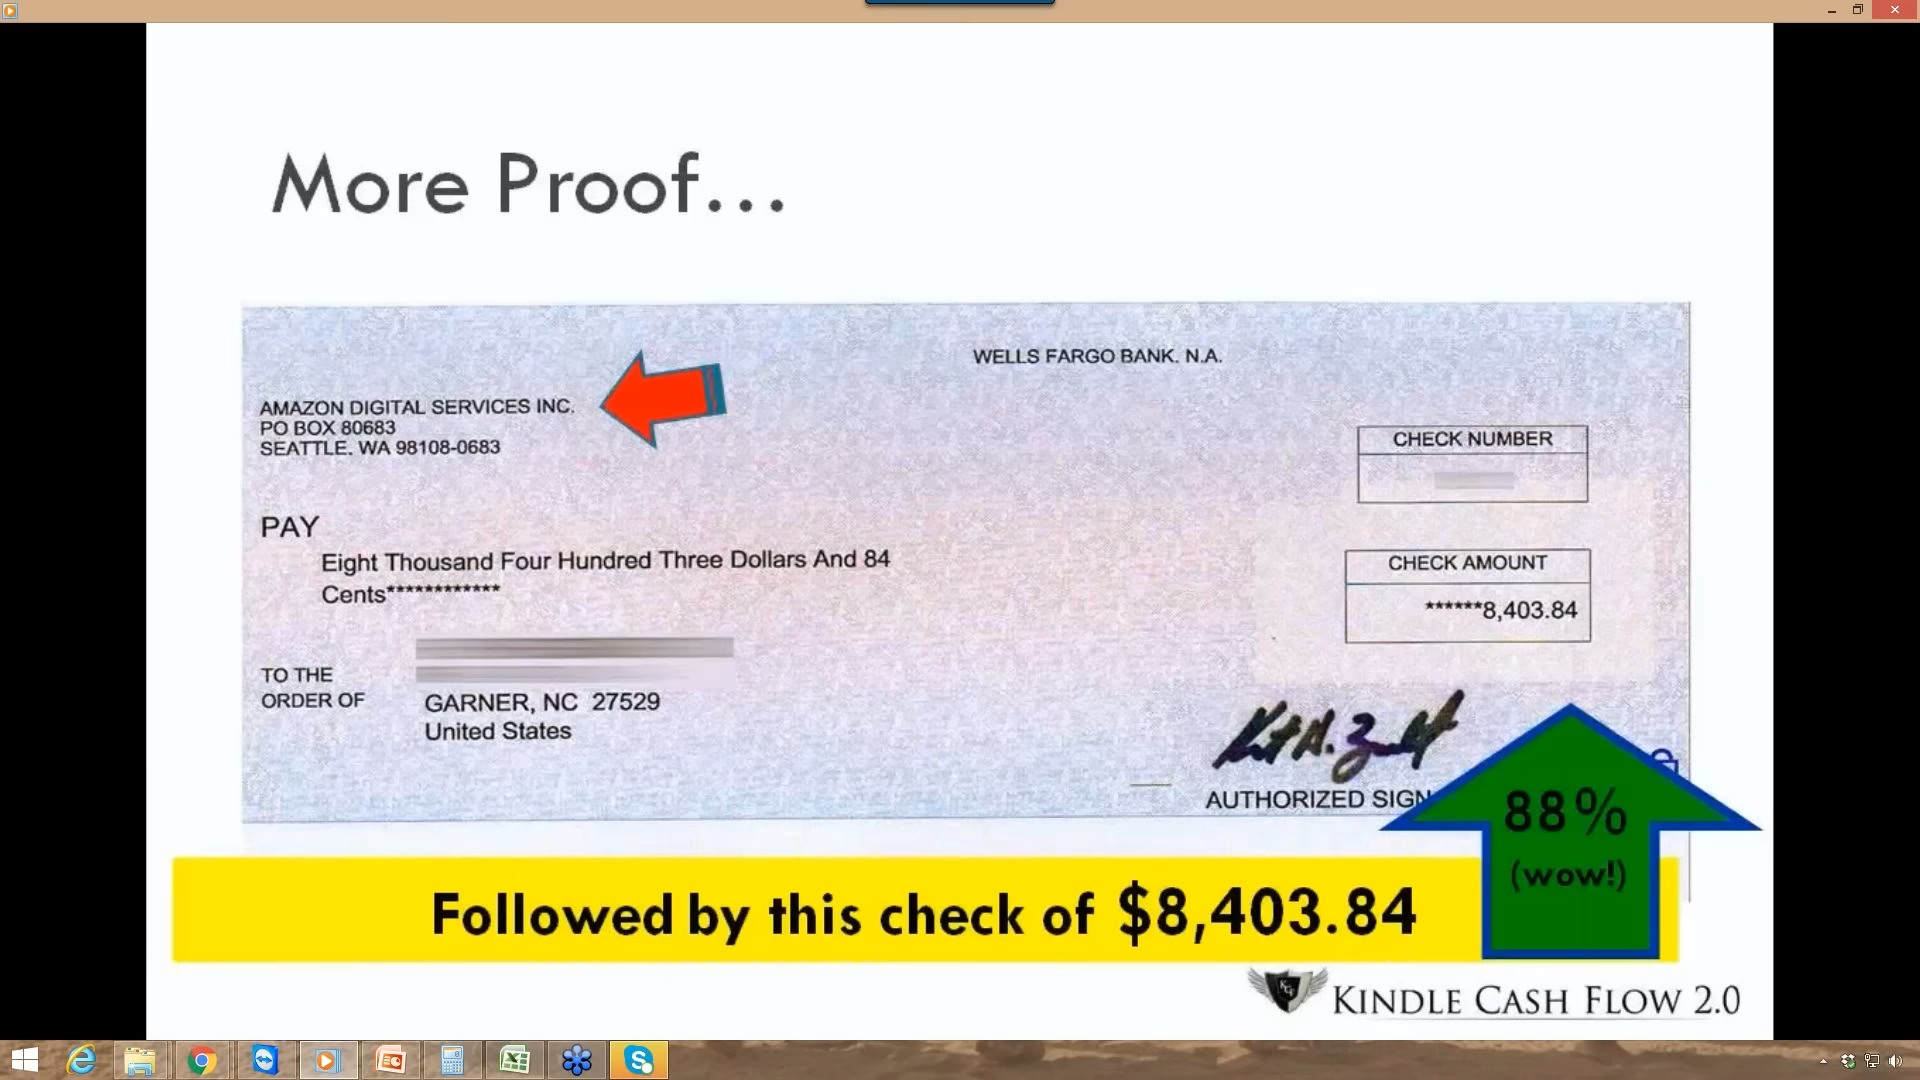 More Proof...
WELLS FARGO BANK. N.A.
AMAZON DIGITAL SERVICES INC.
PO BOX 80683
SEATTLE. WA 98108-0683
CHECK NUMBER
PAY
Eight Thousand Four Hundred Three Dollars And 84
Cents************
CHECK AMOUNT
******8,403.84
TO THE
ORDER OF
GARNER, NC 27529
United States
AUTHORIZED SIGN
88%
(wow!)
Followed by this check of $8,403.84
KCF
KINDLE CASH FLOW 2.0